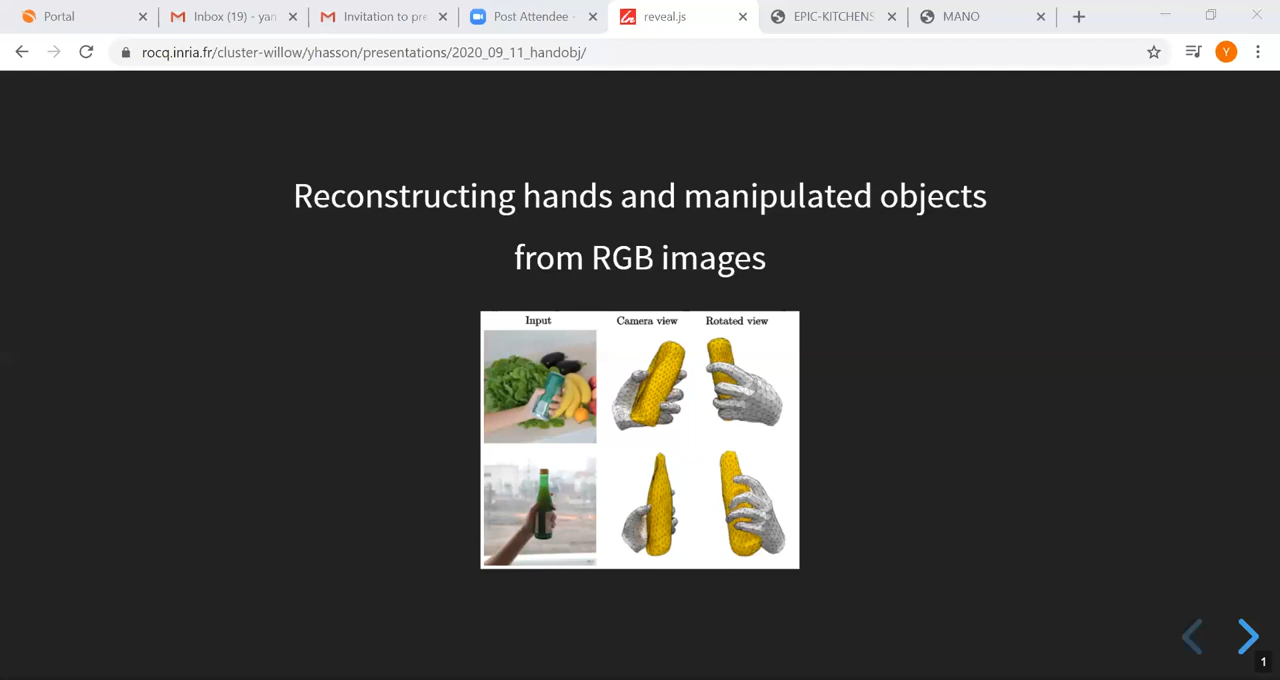 Portal
Inbox (19) - yan
Invitation to pre
Post Attendee -
reveal.js
EPIC-KITCHENS
MANO
rocq.inria.fr/cluster-willow/yhasson/presentations/2020_09_11_handobj/
Y
Reconstructing hands and manipulated objects
from RGB images
Input
Camera view
Rotated view
1